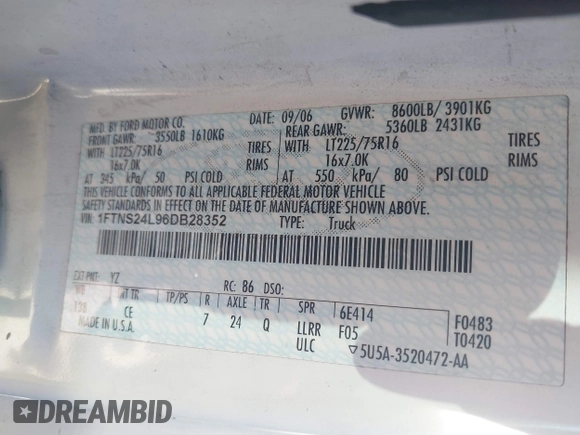 MFD. BY FORD MOTOR CO.
DATE: 09/06 GVWR: 8600LB/ 3901KG
FRONT GAWR: 3550LB 1610KG REAR GAWR: 5360LB 2431KG
WITH LT225/75R16 TIRES WITH LT225/75R16 TIRES
16x7.0K RIMS 16x7.0K RIMS
AT 345 kPa/ 50 PSI COLD AT 550 kPa/ 80 PSI COLD
THIS VEHICLE CONFORMS TO ALL APPLICABLE FEDERAL MOTOR VEHICLE
SAFETY STANDARDS IN EFFECT ON THE DATE OF MANUFACTURE SHOWN ABOVE.
VIN: 1FTNS24L96DB28352 TYPE: Truck
EXT PNT: YZ RC: 86 DSO:
WB INT TR TP/PS R AXLE TR SPR 6E414 F0483
138 CE 7 24 Q LLRR F05 T0420
MADE IN U.S.A. ULC ▽5U5A-3520472-AA
DREAMBID